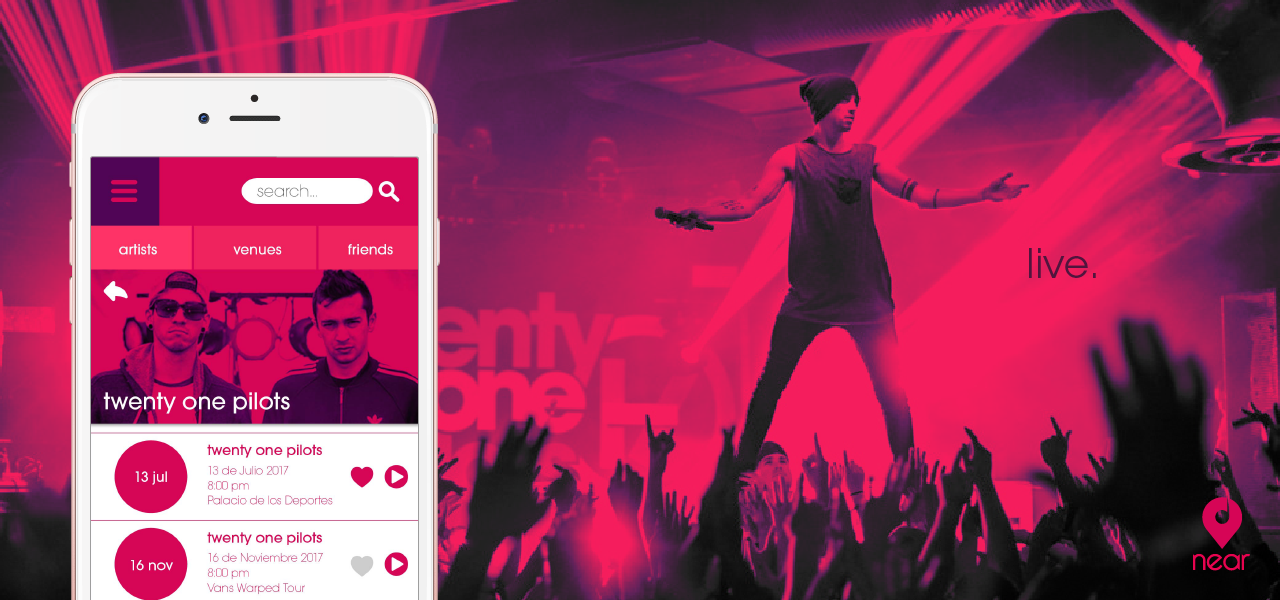 search...
artists
venues
friends
twenty one pilots
13 jul
twenty one pilots
13 de Julio 2017
8:00 pm
Palacio de los Deportes
16 nov
twenty one pilots
16 de Noviembre 2017
8:00 pm
Vans Warped Tour
enty
one
live.
near